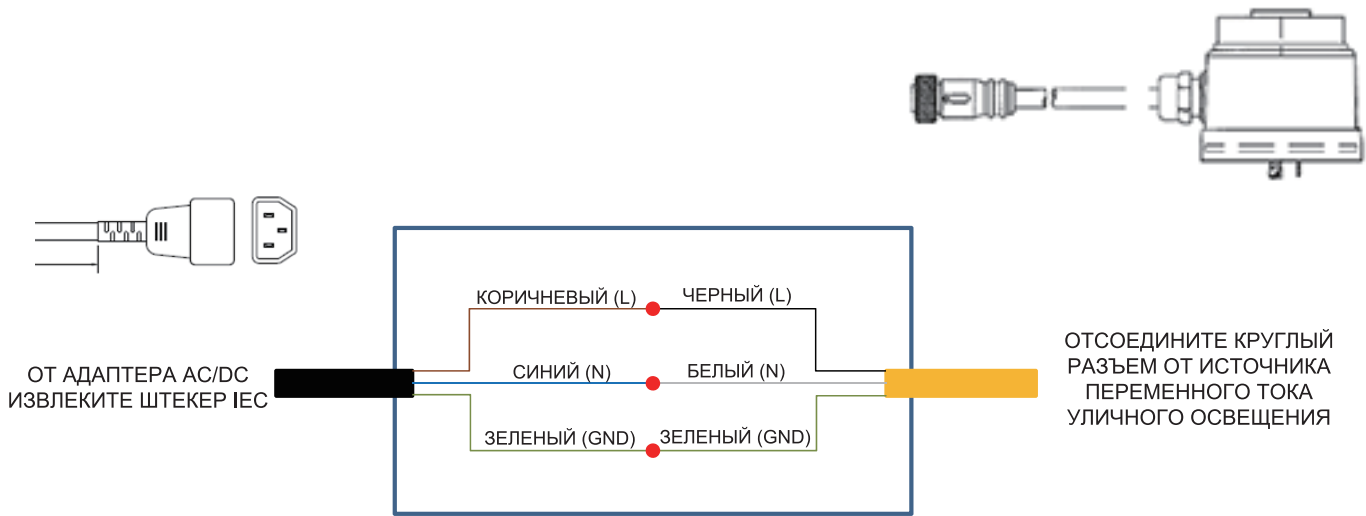 КОРИЧНЕВЫЙ (L)
ЧЕРНЫЙ (L)
ОТ АДАПТЕРА AC/DC
ИЗВЛЕКИТЕ ШТЕКЕР IEC
СИНИЙ (N)
БЕЛЫЙ (N)
ЗЕЛЕНЫЙ (GND)
ЗЕЛЕНЫЙ (GND)
ОТСОЕДИНИТЕ КРУГЛЫЙ
РАЗЪЕМ ОТ ИСТОЧНИКА
ПЕРЕМЕННОГО ТОКА
УЛИЧНОГО ОСВЕЩЕНИЯ